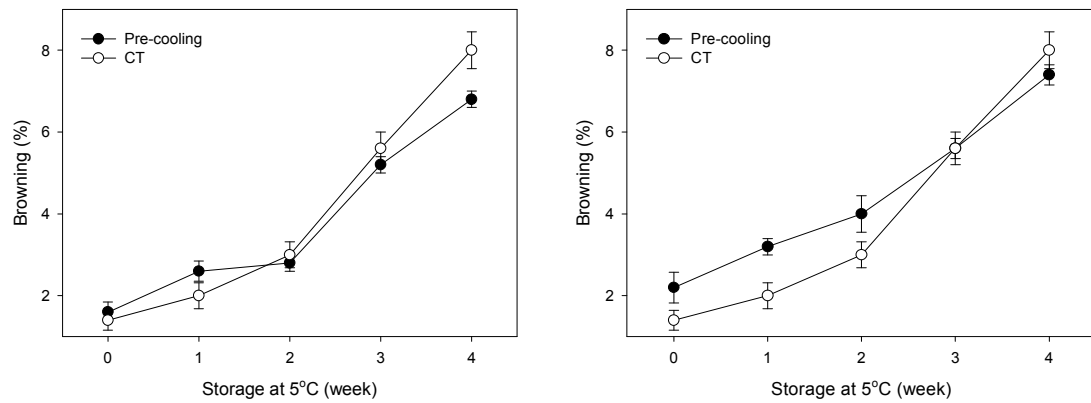 Pre-cooling
CT
8
6
4
2
Browning (%)
0 1 2 3 4
Storage at 5°C (week)
Pre-cooling
CT
8
6
4
2
Browning (%)
0 1 2 3 4
Storage at 5°C (week)